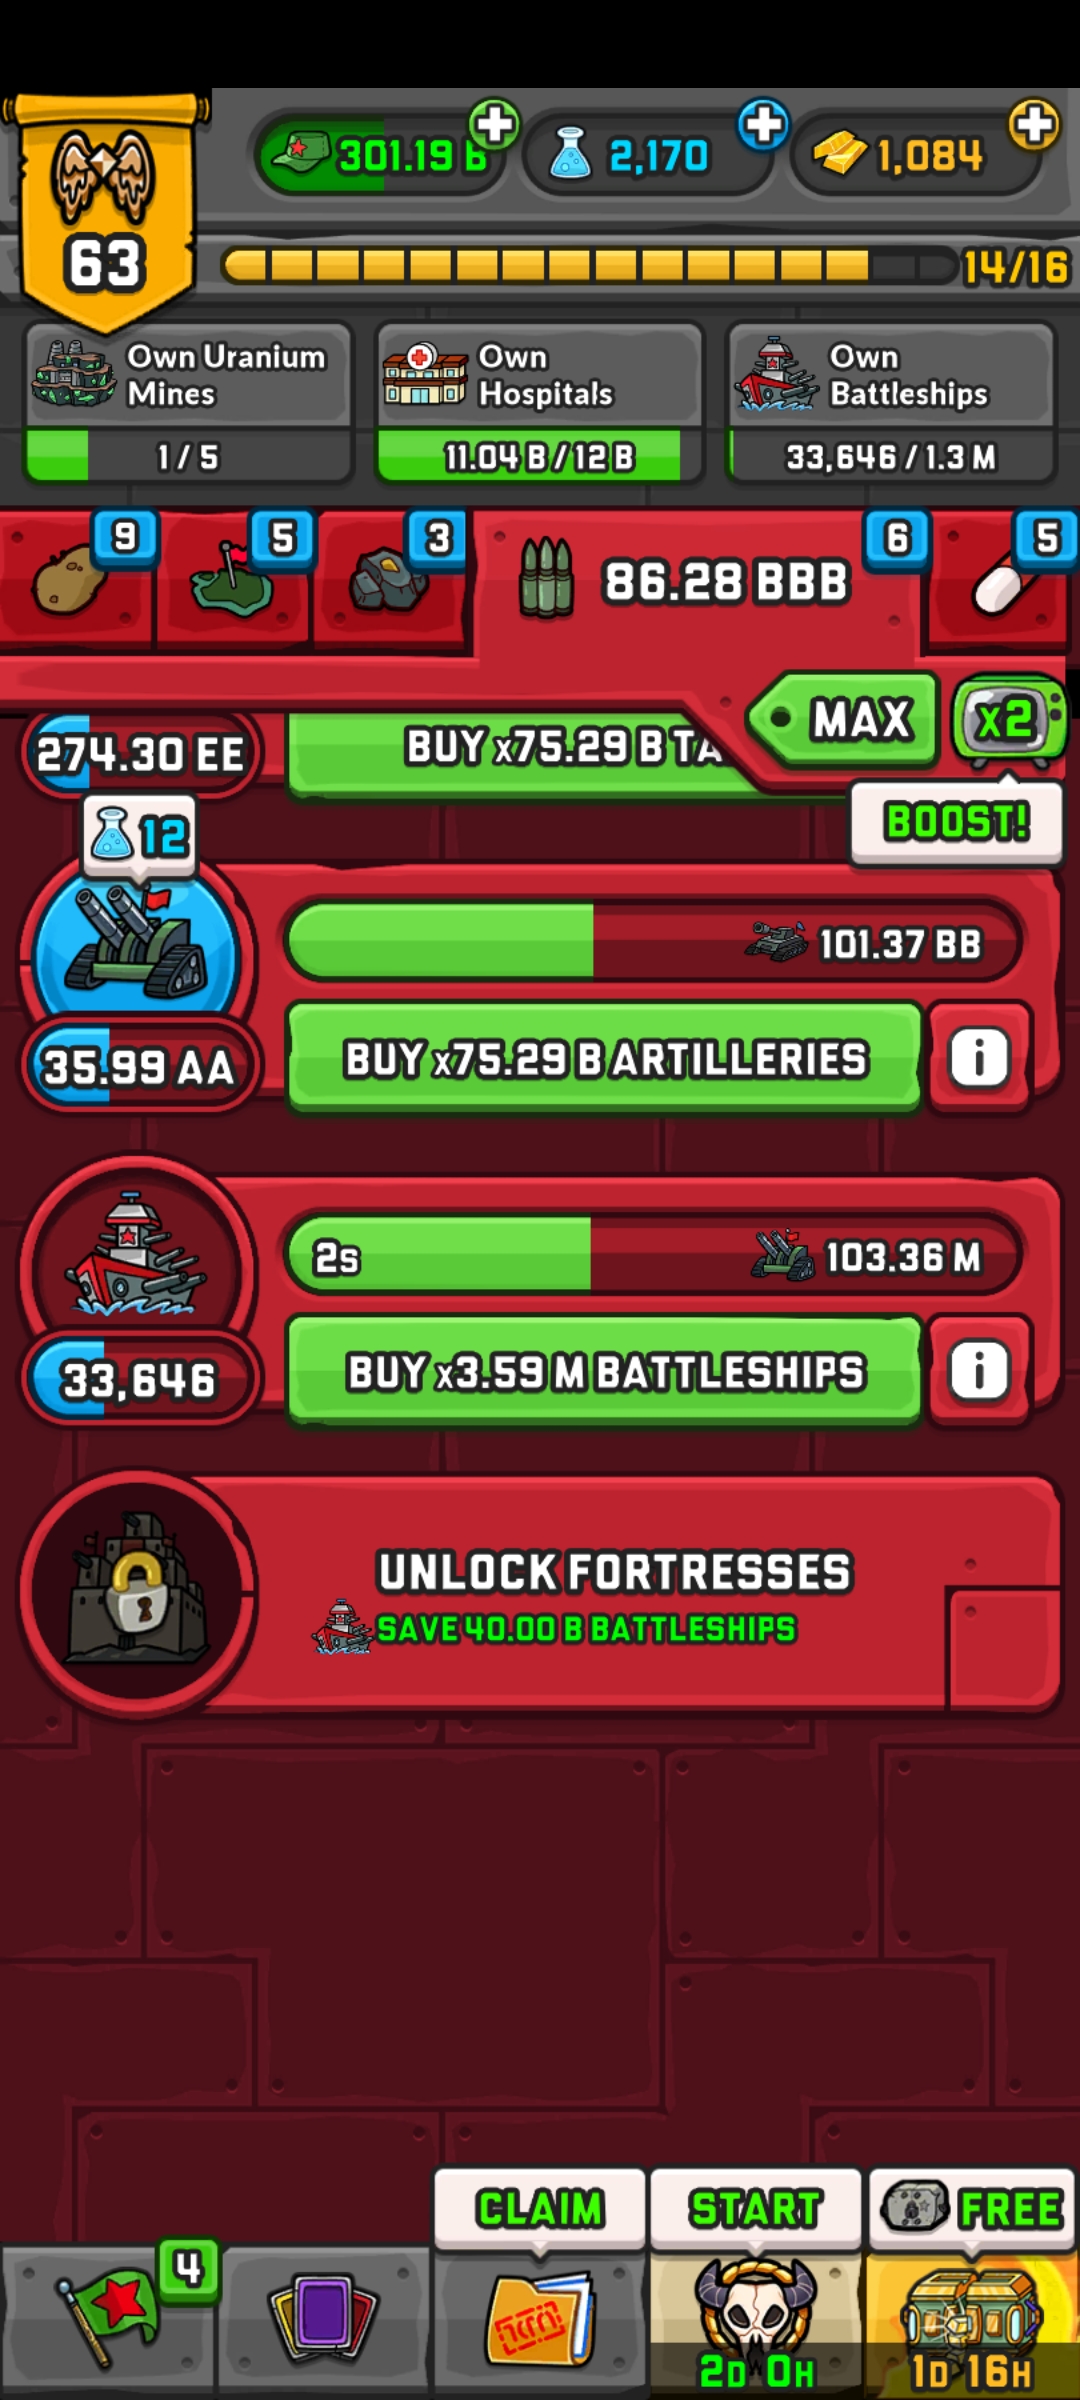 301.19 B
2,170
1,084
63
14/16
Own Uranium
Mines
1 / 5
Own
Hospitals
11.04 B / 12 B
Own
Battleships
33,646 / 1.3 M
9
5
3
86.28 BBB
6
5
MAX
x2
BOOST!
274.30 EE
BUY x75.29 B TA
12
101.37 BB
35.99 AA
BUY x75.29 B ARTILLERIES
i
2s
103.36 M
33,646
BUY x3.59 M BATTLESHIPS
i
UNLOCK FORTRESSES
SAVE 40.00 B BATTLESHIPS
CLAIM
START
FREE
4
2D 0H
1D 16H